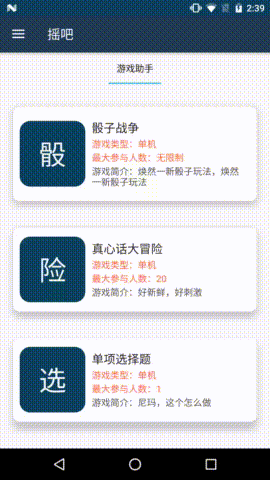 2:39
摇吧
游戏助手
骰
骰子战争
游戏类型：单机
最大参与人数：无限制
游戏简介：焕然一新骰子玩法，焕然
一新骰子玩法
险
真心话大冒险
游戏类型：单机
最大参与人数：20
游戏简介：好新鲜，好刺激
选
单项选择题
游戏类型：单机
最大参与人数：1
游戏简介：尼玛，这个怎么做